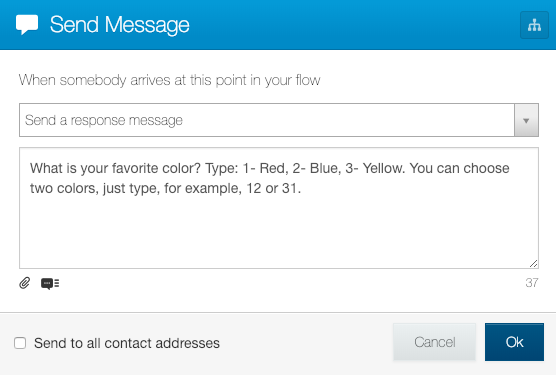 Send Message
When somebody arrives at this point in your flow
Send a response message
What is your favorite color? Type: 1- Red, 2- Blue, 3- Yellow. You can choose
two colors, just type, for example, 12 or 31.
37
Send to all contact addresses
Cancel
Ok